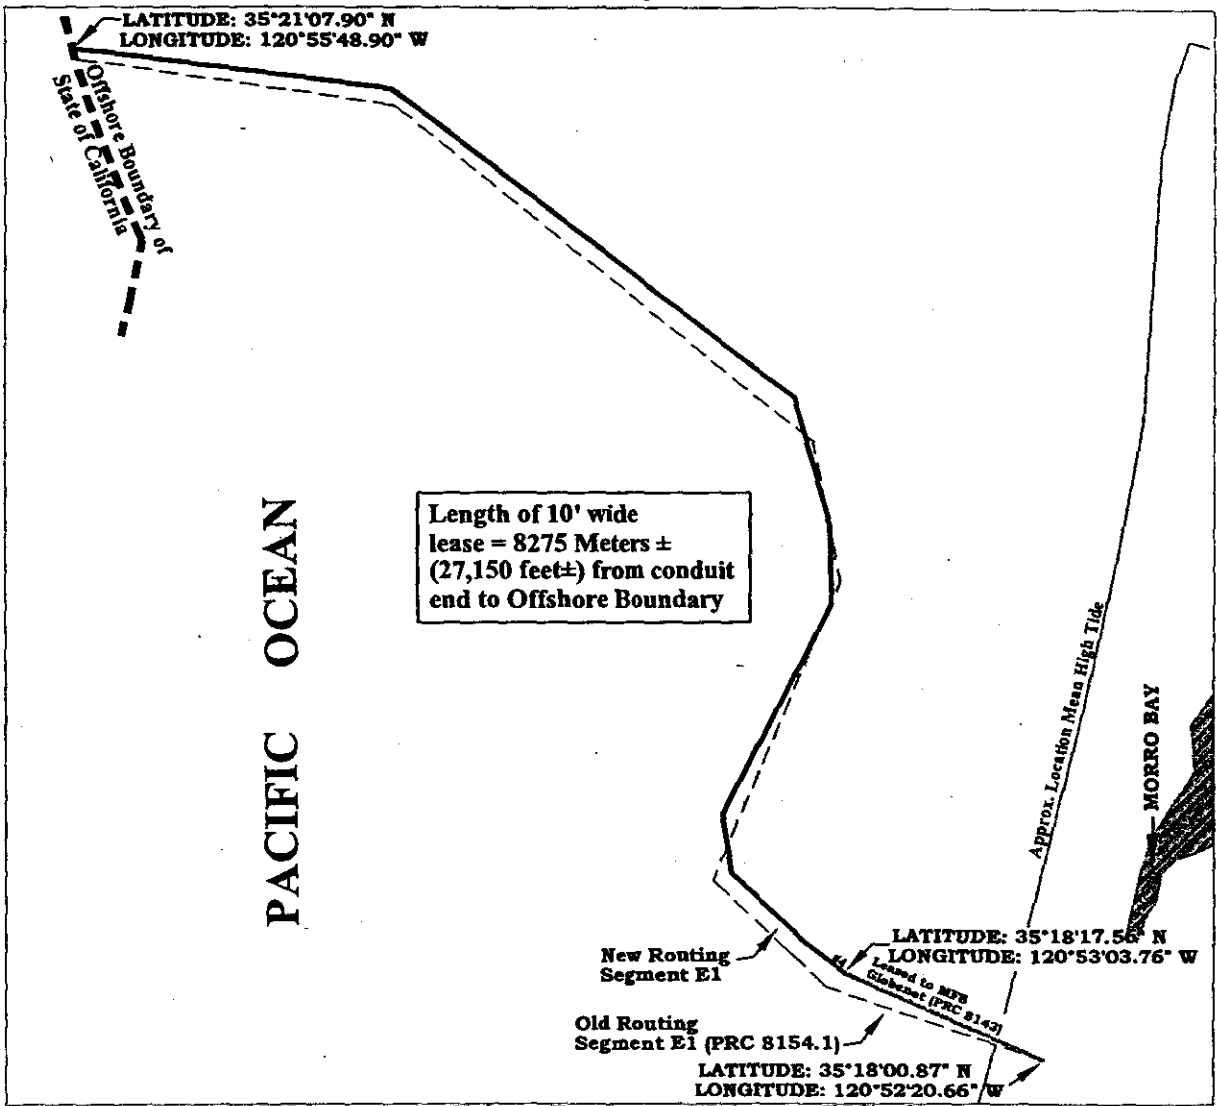 LATITUDE: 35°21'07.90" N
LONGITUDE: 120°55'48.90" W
Offshore Boundary of
State of California
PACIFIC OCEAN
Length of 10' wide
lease = 8275 Meters ±
(27,150 feet±) from conduit
end to Offshore Boundary
Approx. Location Mean High Tide
MORRO BAY
LATITUDE: 35°18'17.56" N
LONGITUDE: 120°53'03.76" W
New Routing
Segment E1
Leased to MFS
Globenet (PRC 8143)
Old Routing
Segment E1 (PRC 8154.1)
LATITUDE: 35°18'00.87" N
LONGITUDE: 120°52'20.66" W